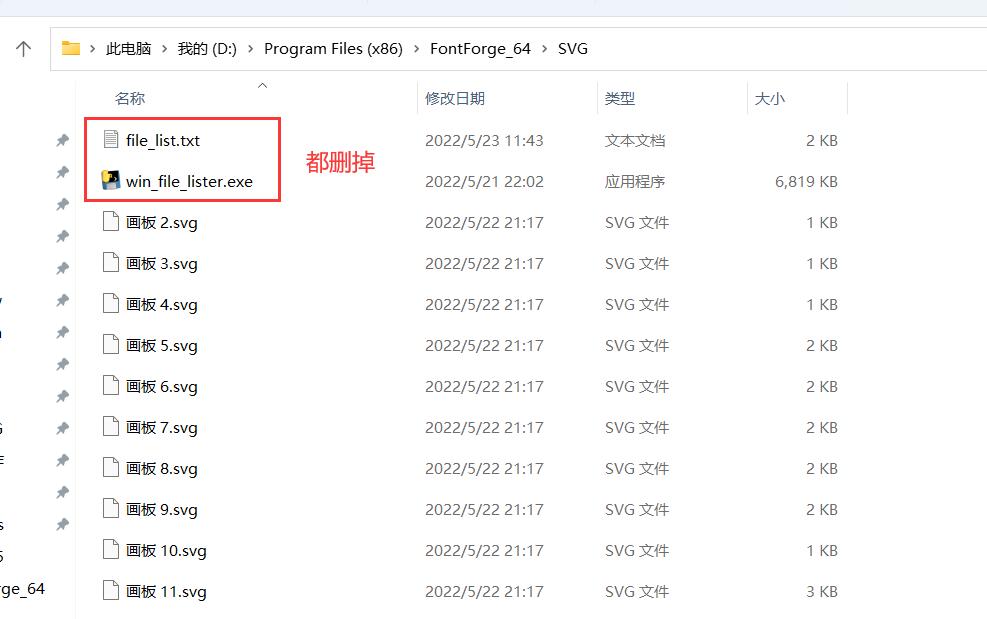 此电脑 > 我的 (D:) > Program Files (x86) > FontForge_64 > SVG
名称 修改日期 类型 大小
file_list.txt 2022/5/23 11:43 文本文档 2 KB
都删掉
win_file_lister.exe 2022/5/21 22:02 应用程序 6,819 KB
画板 2.svg 2022/5/22 21:17 SVG 文件 1 KB
画板 3.svg 2022/5/22 21:17 SVG 文件 1 KB
画板 4.svg 2022/5/22 21:17 SVG 文件 1 KB
画板 5.svg 2022/5/22 21:17 SVG 文件 2 KB
画板 6.svg 2022/5/22 21:17 SVG 文件 2 KB
画板 7.svg 2022/5/22 21:17 SVG 文件 2 KB
画板 8.svg 2022/5/22 21:17 SVG 文件 2 KB
画板 9.svg 2022/5/22 21:17 SVG 文件 2 KB
画板 10.svg 2022/5/22 21:17 SVG 文件 1 KB
画板 11.svg 2022/5/22 21:17 SVG 文件 3 KB
rge_64